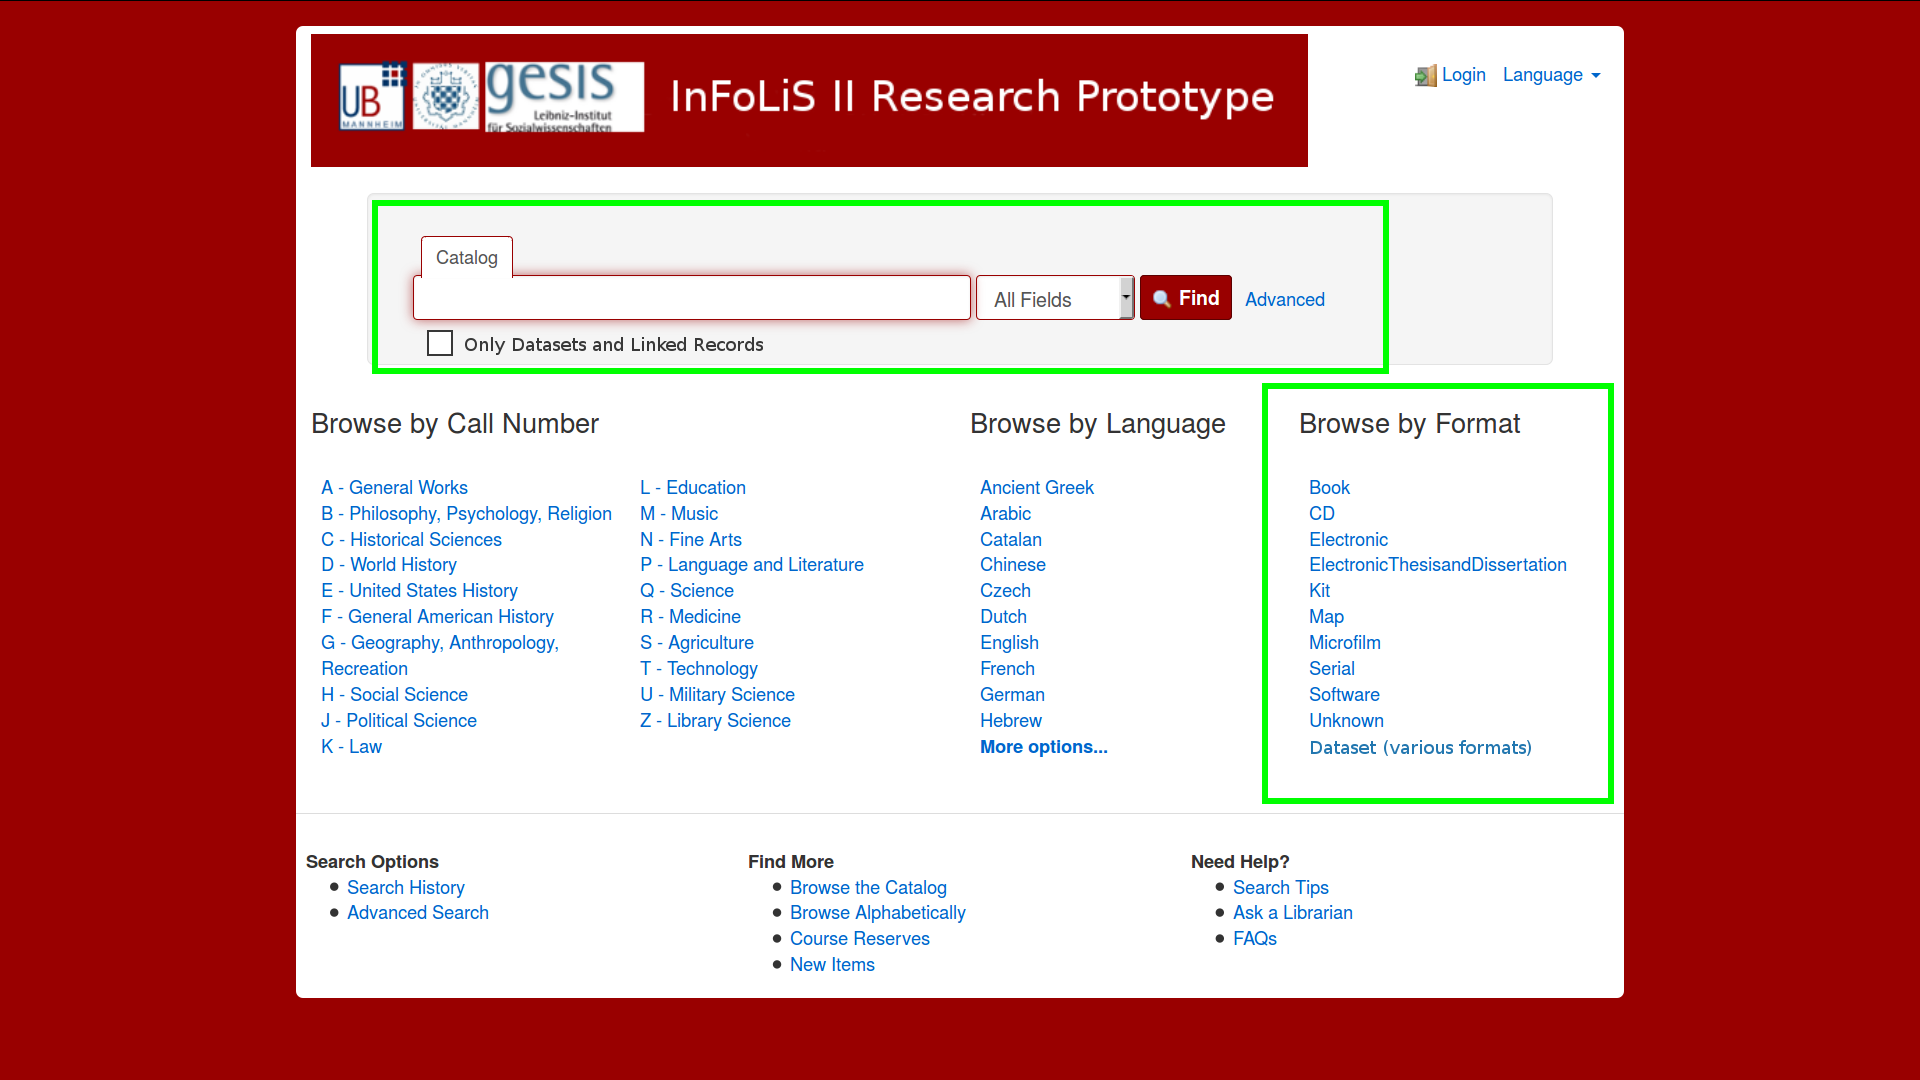 UB
MANNHEIM
gesis
Leibniz-Institut
für Sozialwissenschaften
InFoLiS II Research Prototype
Login
Language
Catalog
All Fields
Find
Advanced
Only Datasets and Linked Records
Browse by Call Number
A - General Works
B - Philosophy, Psychology, Religion
C - Historical Sciences
D - World History
E - United States History
F - General American History
G - Geography, Anthropology,
Recreation
H - Social Science
J - Political Science
K - Law
L - Education
M - Music
N - Fine Arts
P - Language and Literature
Q - Science
R - Medicine
S - Agriculture
T - Technology
U - Military Science
Z - Library Science
Browse by Language
Ancient Greek
Arabic
Catalan
Chinese
Czech
Dutch
English
French
German
Hebrew
More options...
Browse by Format
Book
CD
Electronic
ElectronicThesisandDissertation
Kit
Map
Microfilm
Serial
Software
Unknown
Dataset (various formats)
Search Options
Search History
Advanced Search
Find More
Browse the Catalog
Browse Alphabetically
Course Reserves
New Items
Need Help?
Search Tips
Ask a Librarian
FAQs